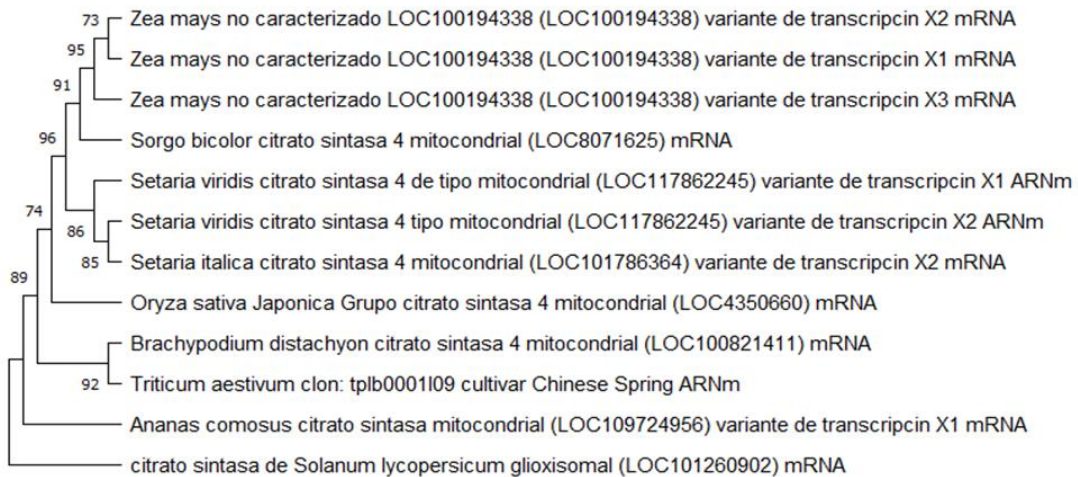 73
Zea mays no caracterizado LOC100194338 (LOC100194338) variante de transcripcin X2 mRNA
95
Zea mays no caracterizado LOC100194338 (LOC100194338) variante de transcripcin X1 mRNA
91
Zea mays no caracterizado LOC100194338 (LOC100194338) variante de transcripcin X3 mRNA
96
Sorgo bicolor citrato sintasa 4 mitocondrial (LOC8071625) mRNA
Setaria viridis citrato sintasa 4 de tipo mitocondrial (LOC117862245) variante de transcripcin X1 ARNm
74
86
Setaria viridis citrato sintasa 4 tipo mitocondrial (LOC117862245) variante de transcripcin X2 ARNm
85
Setaria italica citrato sintasa 4 mitocondrial (LOC101786364) variante de transcripcin X2 mRNA
89
Oryza sativa Japonica Grupo citrato sintasa 4 mitocondrial (LOC4350660) mRNA
Brachypodium distachyon citrato sintasa 4 mitocondrial (LOC100821411) mRNA
92
Triticum aestivum clon: tplb0001l09 cultivar Chinese Spring ARNm
Ananas comosus citrato sintasa mitocondrial (LOC109724956) variante de transcripcin X1 mRNA
citrato sintasa de Solanum lycopersicum glioxisomal (LOC101260902) mRNA